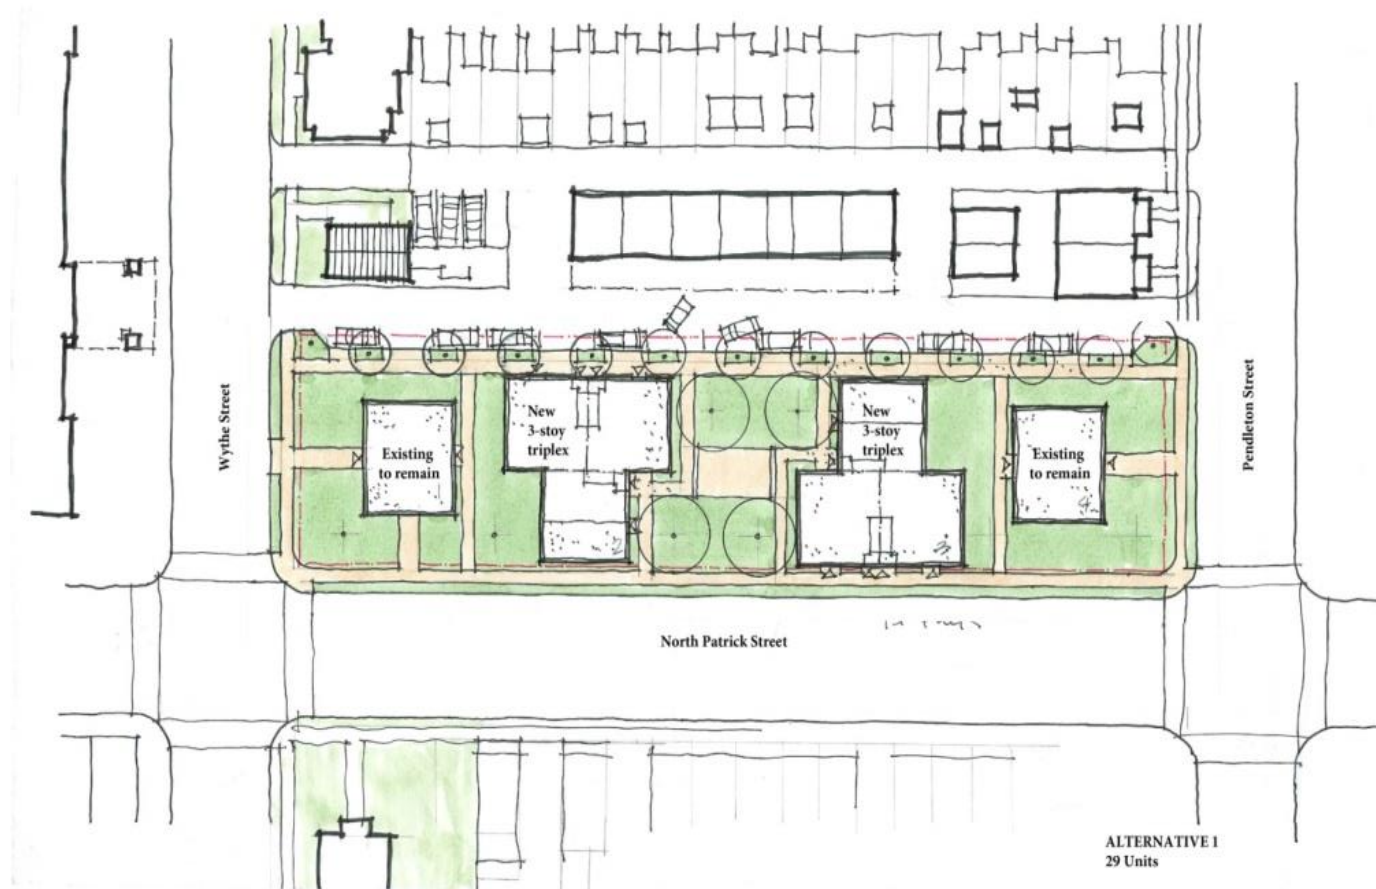 Wythe Street
Existing
to remain
New
3-stoy
triplex
New
3-stoy
triplex
Existing
to remain
Pendleton Street
North Patrick Street
ALTERNATIVE 1
29 Units